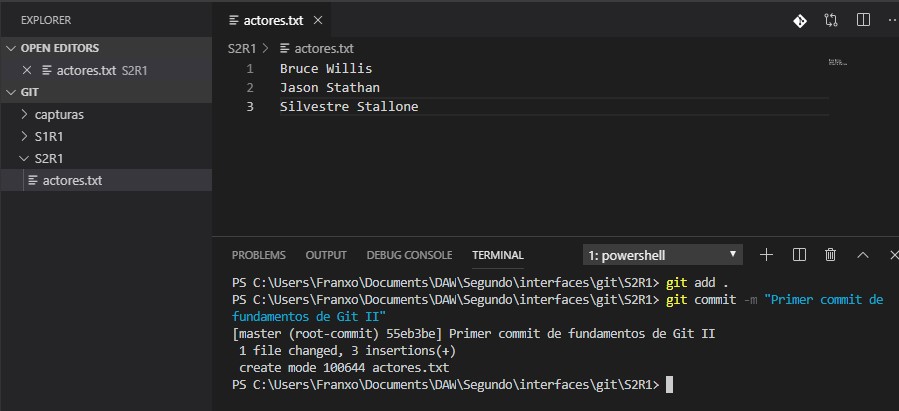 EXPLORER
OPEN EDITORS
actores.txt S2R1
GIT
capturas
S1R1
S2R1
actores.txt
actores.txt
S2R1 > actores.txt
1 Bruce Willis
2 Jason Stathan
3 Silvestre Stallone
PROBLEMS OUTPUT DEBUG CONSOLE TERMINAL 1: powershell
PS C:\Users\Franxo\Documents\DAW\Segundo\interfaces\git\S2R1> git add .
PS C:\Users\Franxo\Documents\DAW\Segundo\interfaces\git\S2R1> git commit -m "Primer commit de
fundamentos de Git II"
[master (root-commit) 55eb3be] Primer commit de fundamentos de Git II
 1 file changed, 3 insertions(+)
 create mode 100644 actores.txt
PS C:\Users\Franxo\Documents\DAW\Segundo\interfaces\git\S2R1>